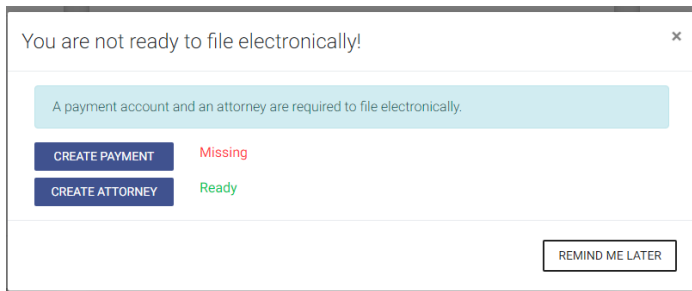 You are not ready to file electronically!
×
A payment account and an attorney are required to file electronically.
CREATE PAYMENT Missing
CREATE ATTORNEY Ready
REMIND ME LATER